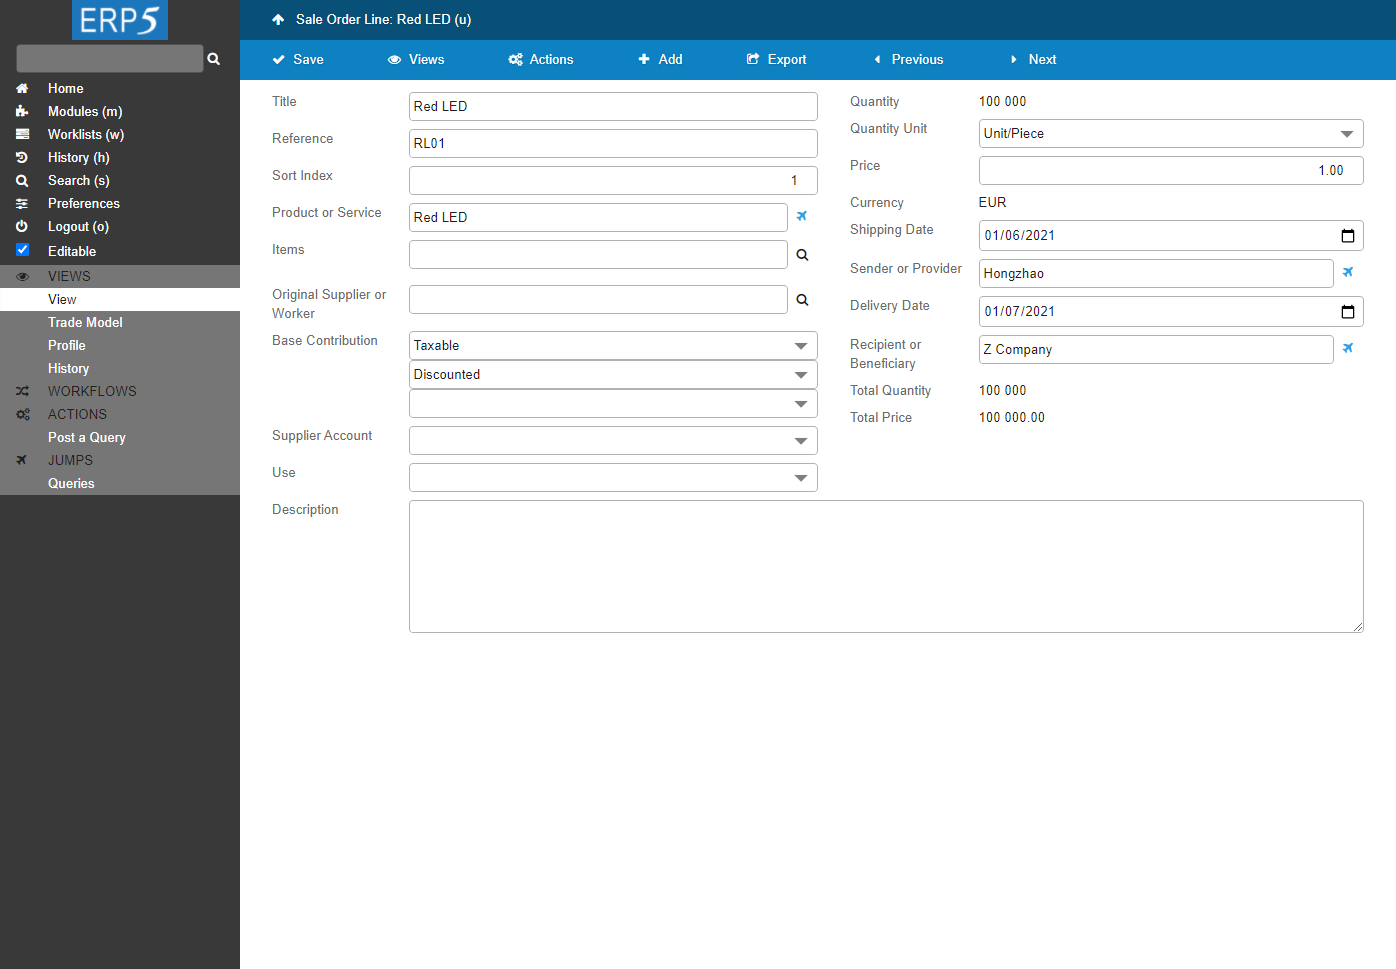 ERP5
Home
Modules (m)
Worklists (w)
History (h)
Search (s)
Preferences
Logout (o)
Editable
VIEWS
View
Trade Model
Profile
History
WORKFLOWS
ACTIONS
Post a Query
JUMPS
Queries
Sale Order Line: Red LED (u)
Save Views Actions Add Export Previous Next
Title Red LED
Reference RL01
Sort Index 1
Product or Service Red LED
Items
Original Supplier or
Worker
Base Contribution Taxable
Discounted
Supplier Account
Use
Description
Quantity 100 000
Quantity Unit Unit/Piece
Price 1.00
Currency EUR
Shipping Date 01/06/2021
Sender or Provider Hongzhao
Delivery Date 01/07/2021
Recipient or
Beneficiary Z Company
Total Quantity 100 000
Total Price 100 000.00